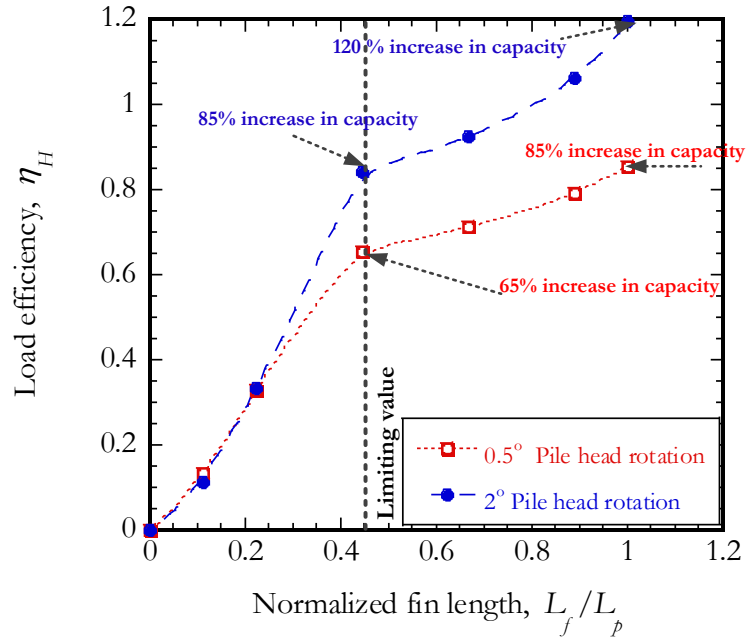 1.2
120 % increase in capacity
1
85% increase in capacity
85% increase in capacity
0.8
0.6
65% increase in capacity
0.4
0.2
0
Load efficiency, η_H
Limiting value
0.5° Pile head rotation
2° Pile head rotation
0 0.2 0.4 0.6 0.8 1 1.2
Normalized fin length, L_f/L_p